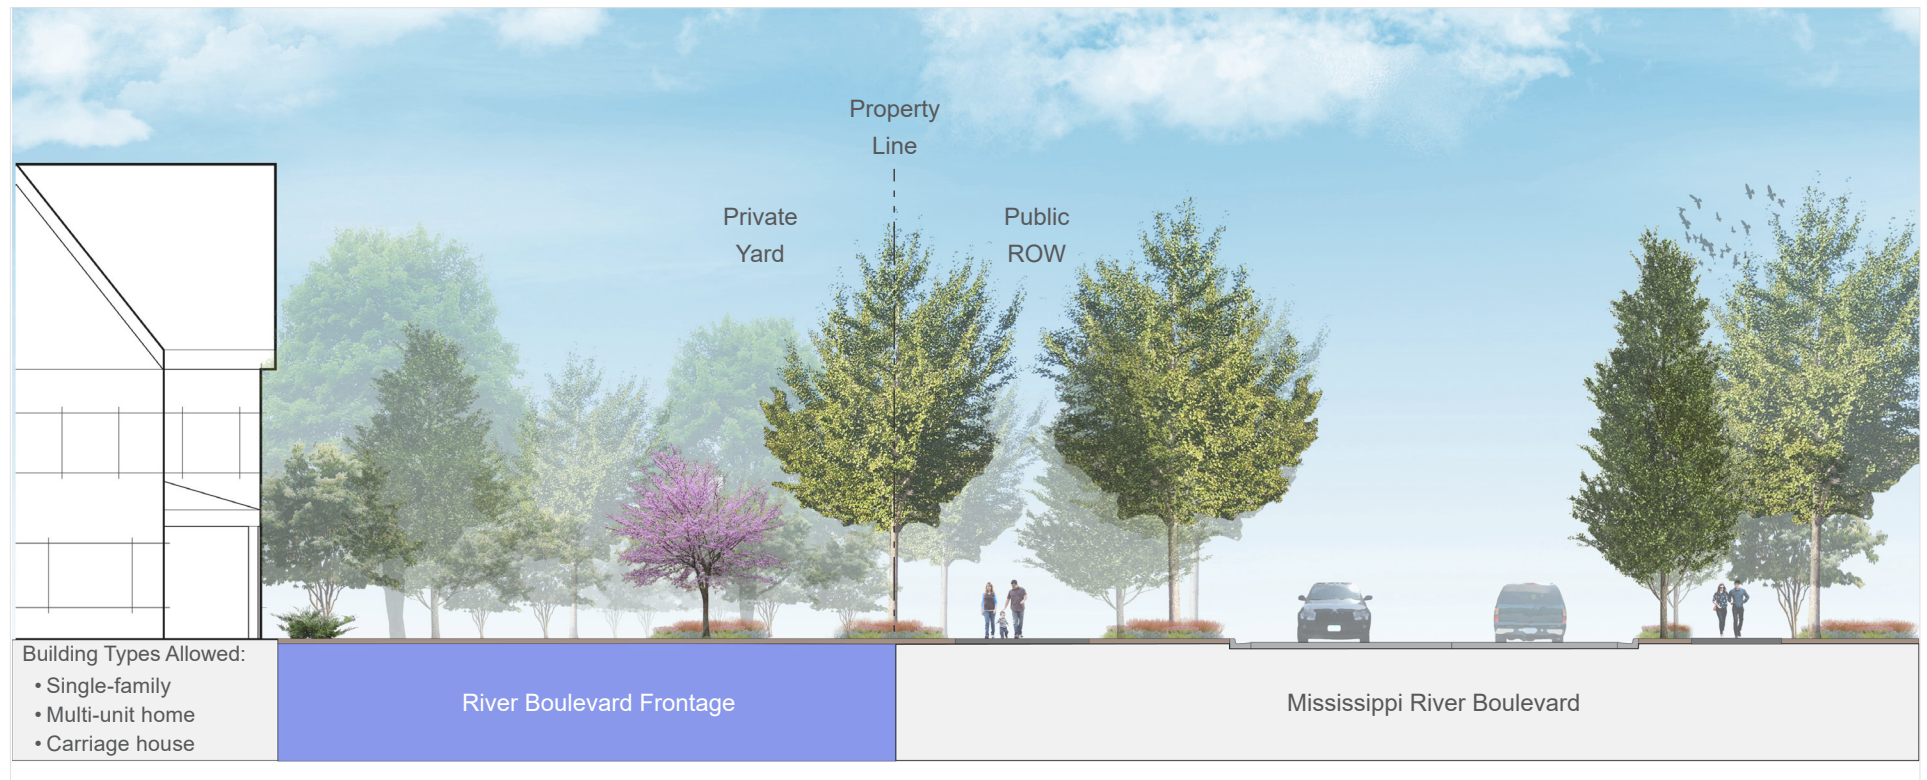 Property
Line
Private
Yard
Public
ROW
Building Types Allowed:
• Single-family
• Multi-unit home
• Carriage house
River Boulevard Frontage
Mississippi River Boulevard